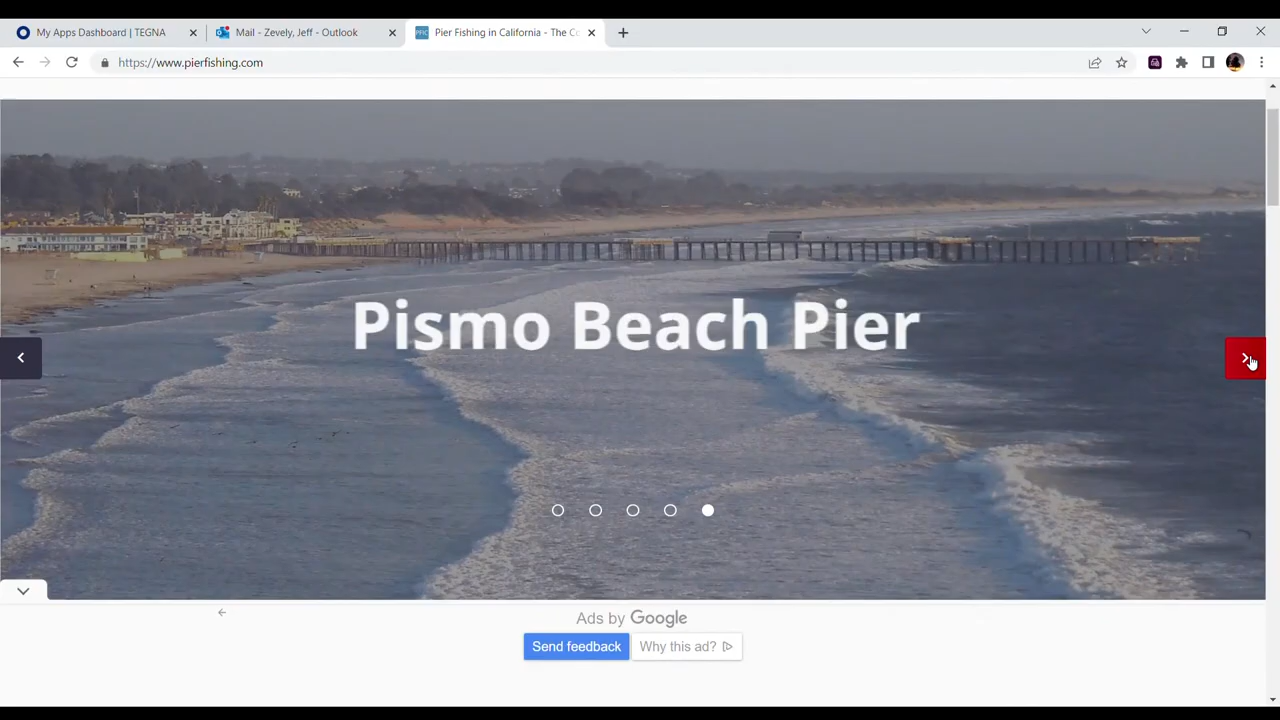 My Apps Dashboard | TEGNA
Mail - Zevely, Jeff - Outlook
PFIC
Pier Fishing in California - The Co
https://www.pierfishing.com
Pismo Beach Pier
Ads by Google
Send feedback
Why this ad?